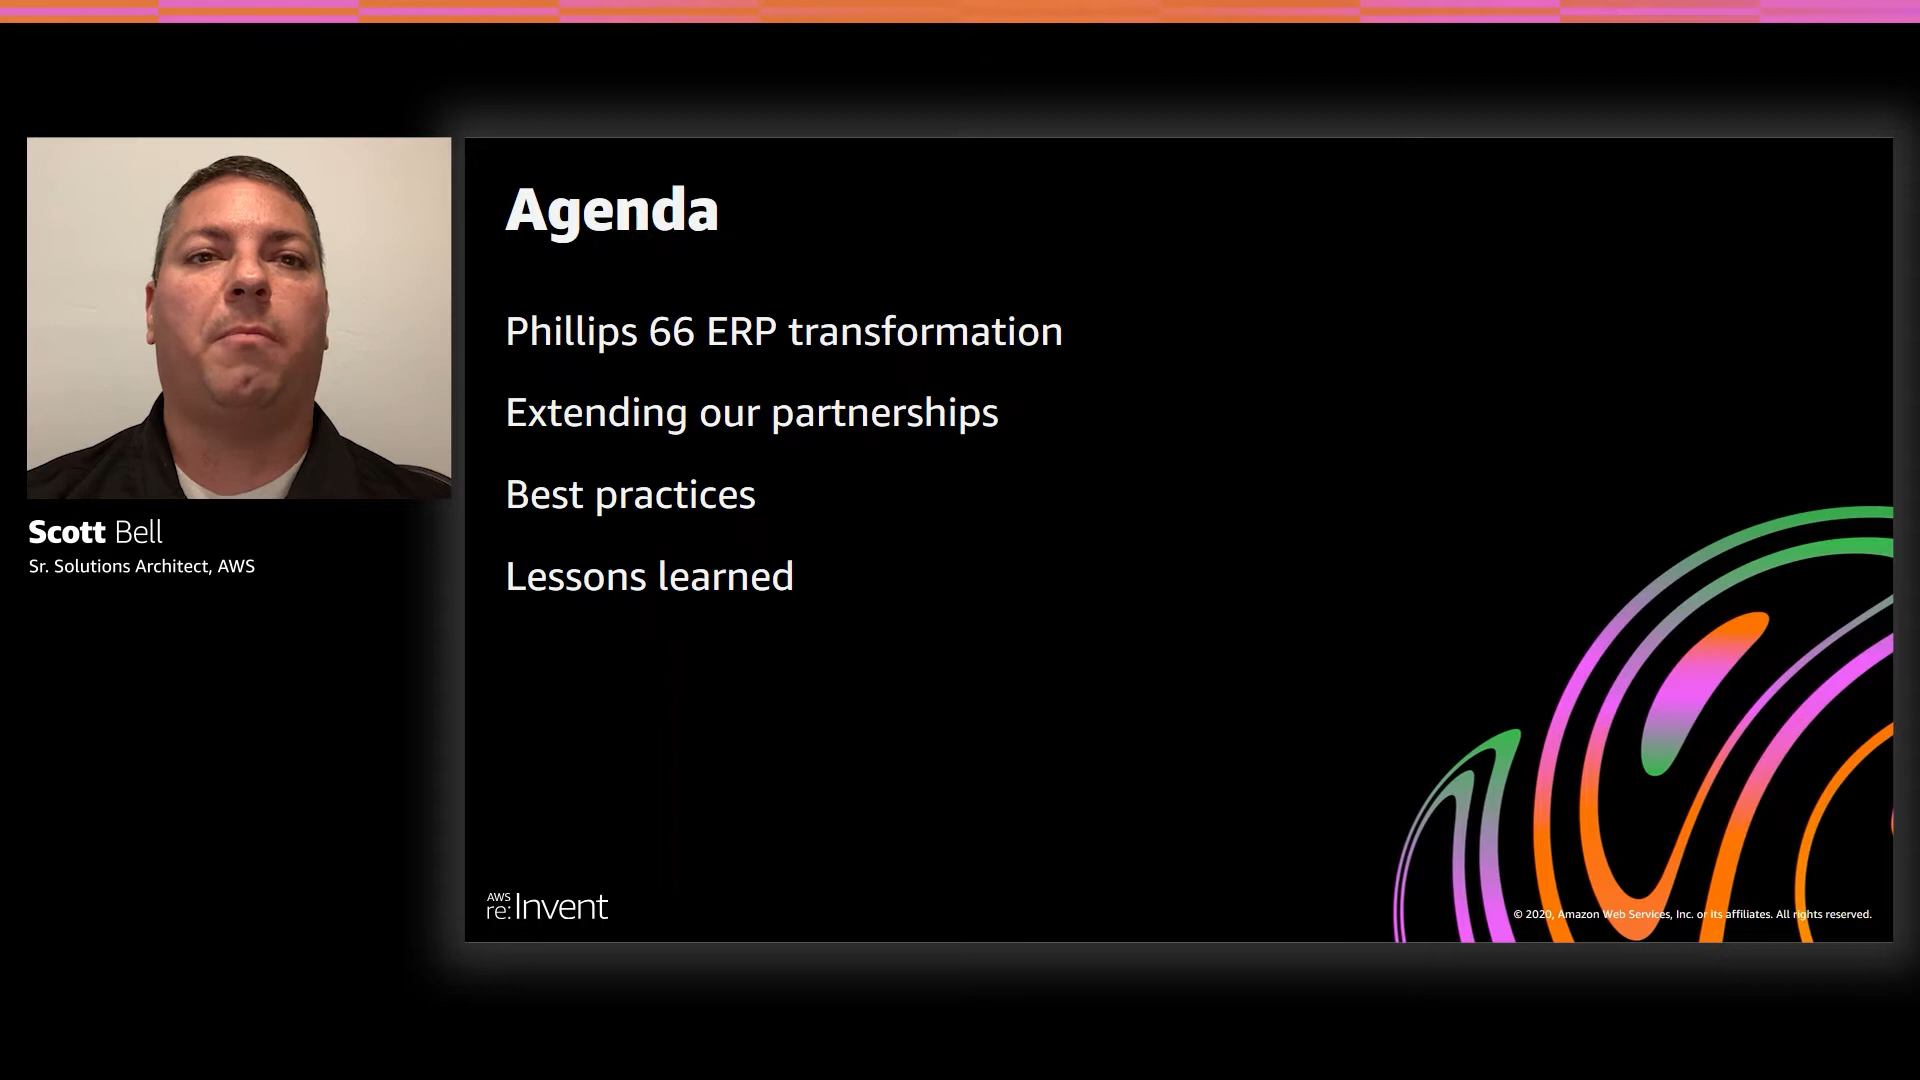 Agenda
Phillips 66 ERP transformation
Extending our partnerships
Best practices
Lessons learned
Scott Bell
Sr. Solutions Architect, AWS
AWS
re:Invent
© 2020, Amazon Web Services, Inc. or its affiliates. All rights reserved.